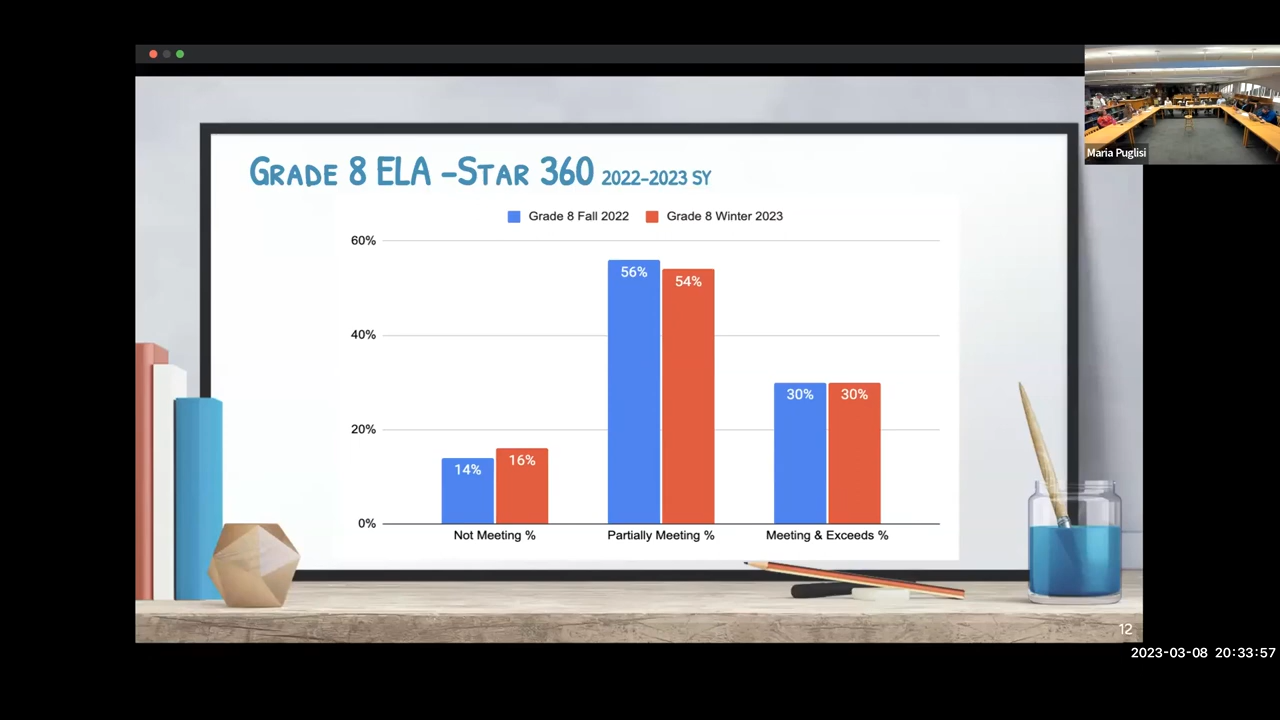 Maria Puglisi
GRADE 8 ELA –STAR 360 2022–2023 SY
Grade 8 Fall 2022 Grade 8 Winter 2023
60%
56%
54%
40%
30% 30%
20%
14%
16%
0%
Not Meeting % Partially Meeting % Meeting & Exceeds %
12
2023-03-08 20:33:57